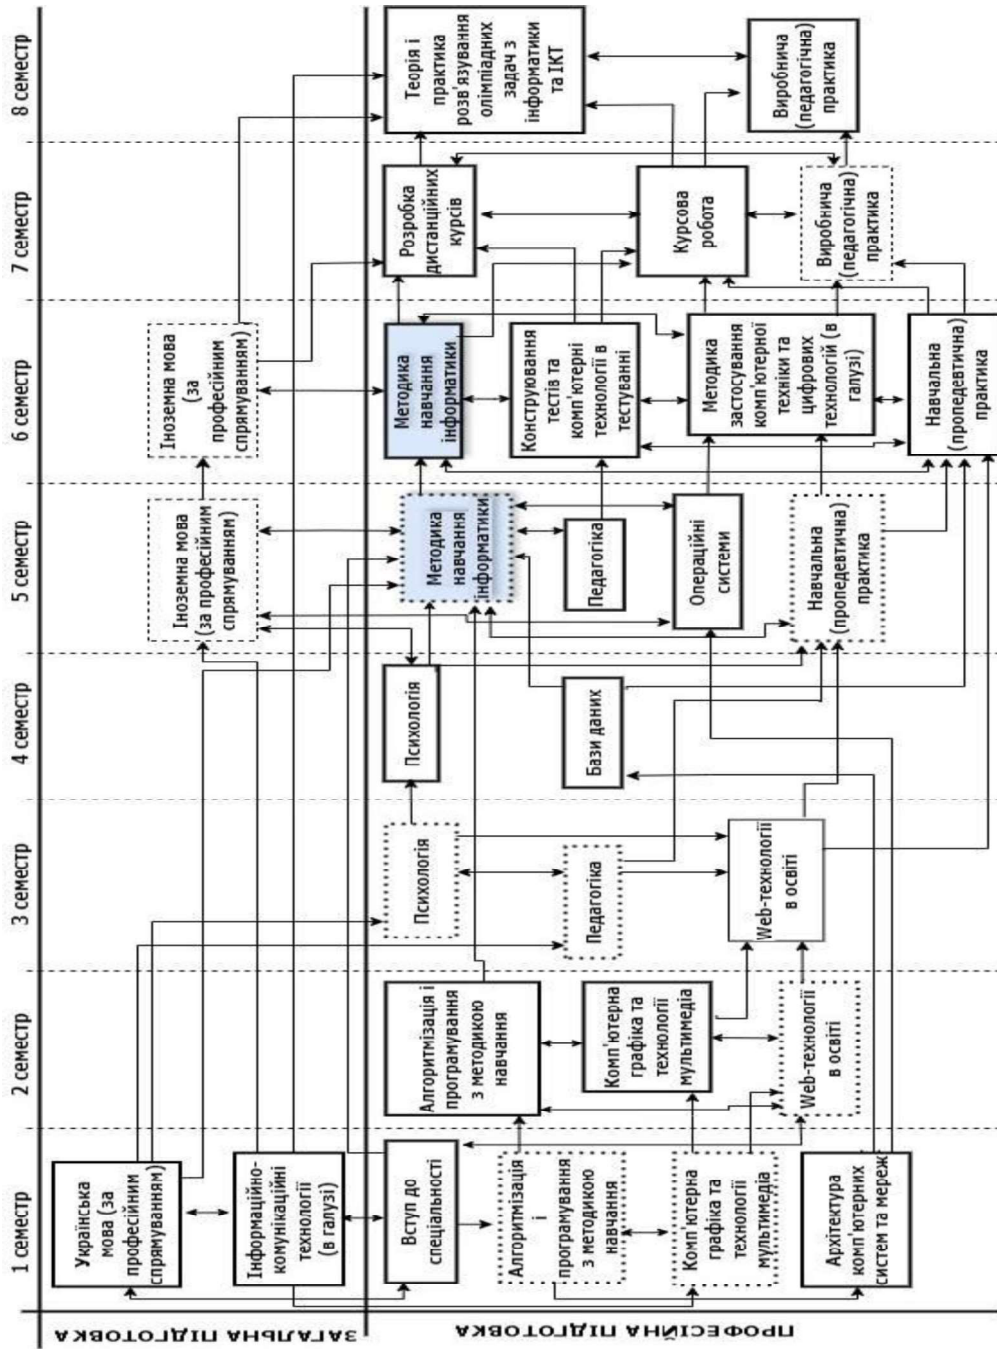 1 семестр
2 семестр
3 семестр
4 семестр
5 семестр
6 семестр
7 семестр
8 семестр
ЗАГАЛЬНА ПІДГОТОВКА
Українська
мова (за
професійним
спрямуванням)
Інформаційно-
комунікаційні
технології
(в галузі)
Іноземна мова
(за професійним
спрямуванням)
Іноземна мова
(за
професійним
спрямуванням)
ПРОФЕСІЙНА ПІДГОТОВКА
Вступ до
спеціальності
Алгоритмізація
і
програмування
з методикою
навчання
Комп'ютерна
графіка та
технології
мультимедіа
Архітектура
комп'ютерних
систем та мереж
Алгоритмізація і
програмування
з методикою
навчання
Комп'ютерна
графіка та
технології
мультимедіа
Web-технології
в освіті
Психологія
Педагогіка
Web-технології
в освіті
Психологія
Бази даних
Методика
навчання
інформатики
Педагогіка
Операційні
системи
Навчальна
(пропедевтична)
практика
Методика
навчання
інформатики
Конструювання
тестів та
комп'ютерні
технології в
тестуванні
Методика
застосування
комп'ютерної
техніки та
цифрових
технологій (в
галузі)
Навчальна
(пропедевтична)
практика
Розробка
дистанційних
курсів
Курсова
робота
Виробнича
(педагогічна)
практика
Теорія і
практика
розв'язування
олімпіадних
задач з
інформатики
та ІКТ
Виробнича
(педагогічна)
практика